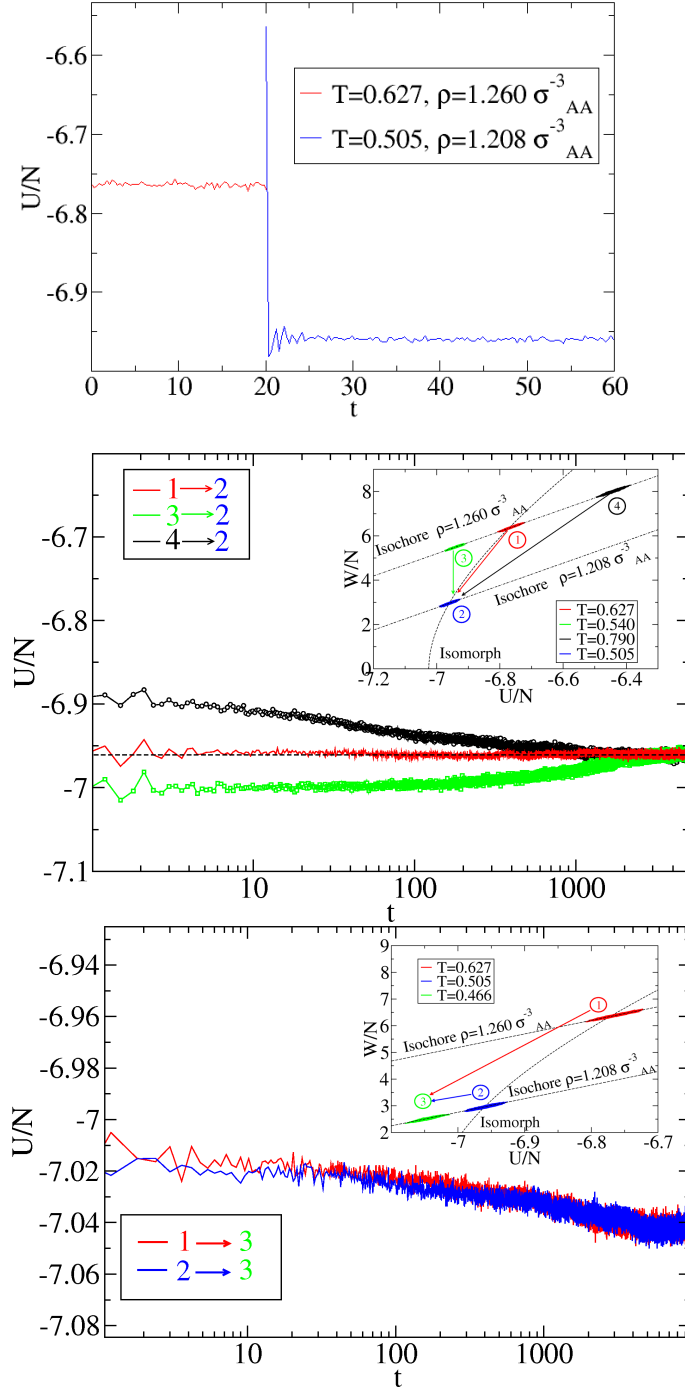 -6.6
-6.7
-6.8
-6.9
U/N
T=0.627, ρ=1.260 σ⁻³AA
T=0.505, ρ=1.208 σ⁻³AA
0 10 20 30 40 50 60
t
-6.7
-6.8
-6.9
-7
-7.1
U/N
1→2
3→2
4→2
8
6
4
2
0
W/N
Isochore ρ=1.260 σ⁻³AA
Isochore ρ=1.208 σ⁻³AA
4
1
3
2
Isomorph
T=0.627
T=0.540
T=0.790
T=0.505
-7.2 -7 -6.8 -6.6 -6.4
U/N
10 100 1000
t
-6.94
-6.96
-6.98
-7
-7.02
-7.04
-7.06
-7.08
U/N
1→3
2→3
9
8
7
6
5
4
3
2
W/N
T=0.627
T=0.505
T=0.466
1
Isochore ρ=1.260 σ⁻³AA
Isochore ρ=1.208 σ⁻³AA
3
2
Isomorph
-7 -6.9 -6.8 -6.7
U/N
10 100 1000
t